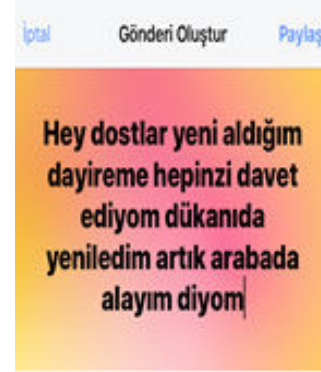 İptal Gönderi Oluştur Paylaş
Hey dostlar yeni aldığım
dayireme hepinzi davet
ediyom dükanıda
yeniledim artık arabada
alayım diyom